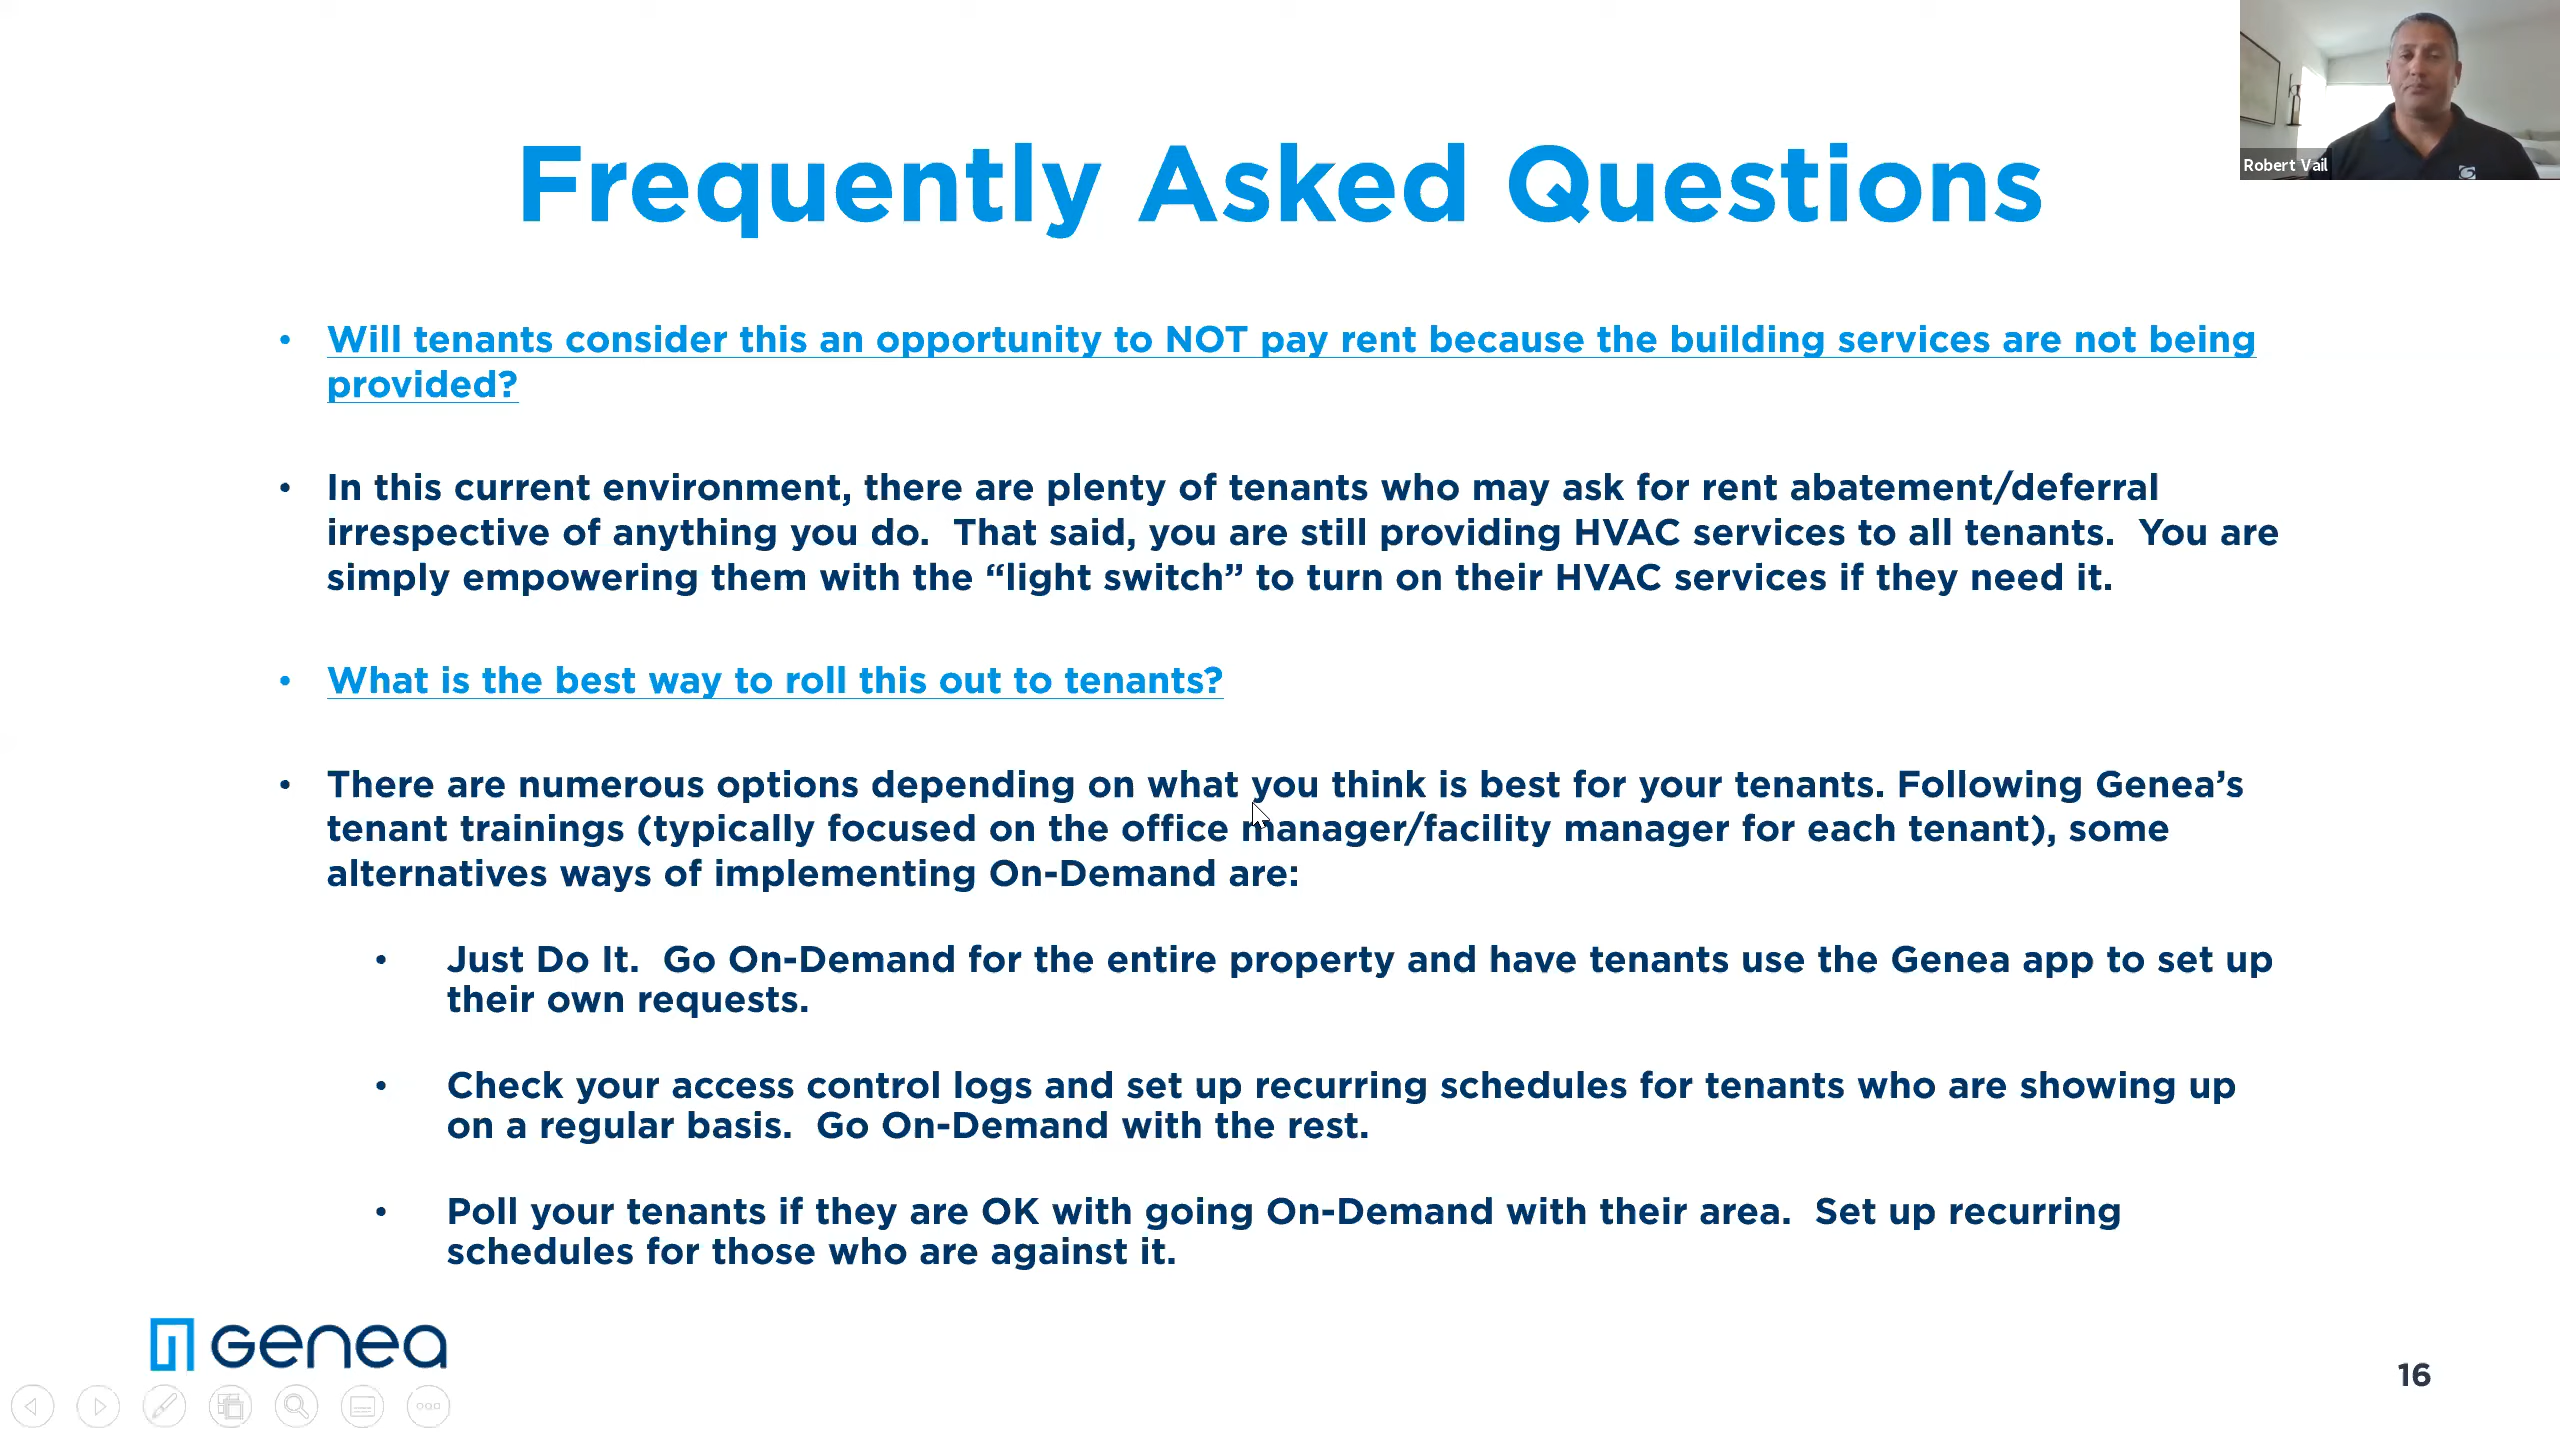 Robert Vail
Frequently Asked Questions
• Will tenants consider this an opportunity to NOT pay rent because the building services are not being
provided?
• In this current environment, there are plenty of tenants who may ask for rent abatement/deferral
irrespective of anything you do.  That said, you are still providing HVAC services to all tenants.  You are
simply empowering them with the “light switch” to turn on their HVAC services if they need it.
• What is the best way to roll this out to tenants?
• There are numerous options depending on what you think is best for your tenants. Following Genea’s
tenant trainings (typically focused on the office manager/facility manager for each tenant), some
alternatives ways of implementing On-Demand are:
• Just Do It.  Go On-Demand for the entire property and have tenants use the Genea app to set up
their own requests.
• Check your access control logs and set up recurring schedules for tenants who are showing up
on a regular basis.  Go On-Demand with the rest.
• Poll your tenants if they are OK with going On-Demand with their area.  Set up recurring
schedules for those who are against it.
Genea
16